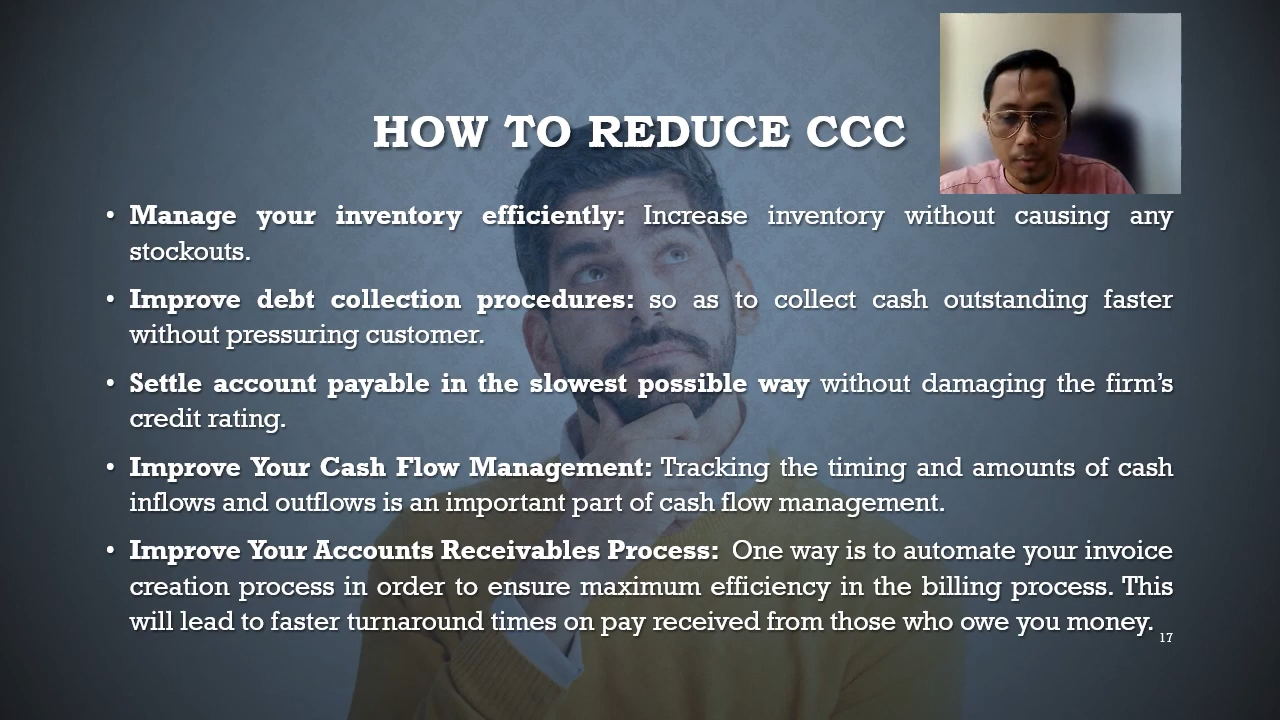 HOW TO REDUCE CCC
• Manage your inventory efficiently: Increase inventory without causing any
stockouts.
• Improve debt collection procedures: so as to collect cash outstanding faster
without pressuring customer.
• Settle account payable in the slowest possible way without damaging the firm's
credit rating.
• Improve Your Cash Flow Management: Tracking the timing and amounts of cash
inflows and outflows is an important part of cash flow management.
• Improve Your Accounts Receivables Process: One way is to automate your invoice
creation process in order to ensure maximum efficiency in the billing process. This
will lead to faster turnaround times on pay received from those who owe you money.
17